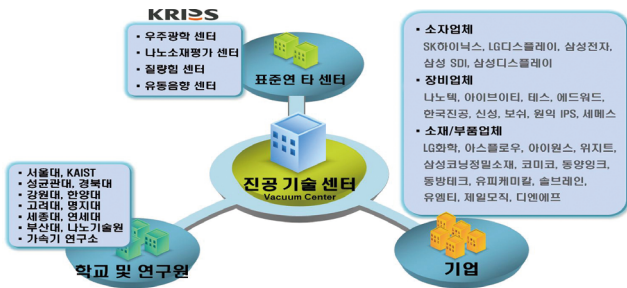 KRISS
• 우주광학 센터
• 나노소재평가 센터
• 질량힘 센터
• 유동음향 센터
표준연 타 센터
• 소자업체
SK하이닉스, LG디스플레이, 삼성전자,
삼성 SDI, 삼성디스플레이
• 장비업체
나노텍, 아이브이티, 테스, 에드워드,
한국진공, 신성, 보쉬, 원익 IPS, 세메스
• 소재/부품업체
LG화학, 아스플로우, 아이원스, 위지트,
삼성코닝정밀소재, 코미코, 동양잉크,
동방테크, 유피케미칼, 솔브레인,
유엠티, 제일모직, 디엔에프
진공 기술 센터
Vacuum Center
• 서울대, KAIST
• 성균관대, 경북대
• 강원대, 한양대
• 고려대, 명지대
• 세종대, 연세대
• 부산대, 나노기술원
• 가속기 연구소
학교 및 연구원
기업